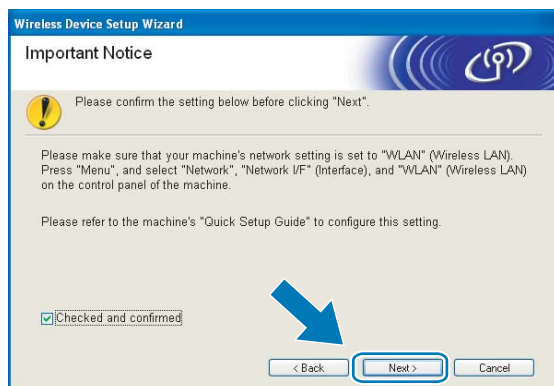 Wireless Device Setup Wizard
Important Notice
Please confirm the setting below before clicking "Next".
Please make sure that your machine's network setting is set to "WLAN" (Wireless LAN).
Press "Menu", and select "Network", "Network I/F" (Interface), and "WLAN" (Wireless LAN)
on the control panel of the machine.
Please refer to the machine's "Quick Setup Guide" to configure this setting.
Checked and confirmed
< Back
Next >
Cancel